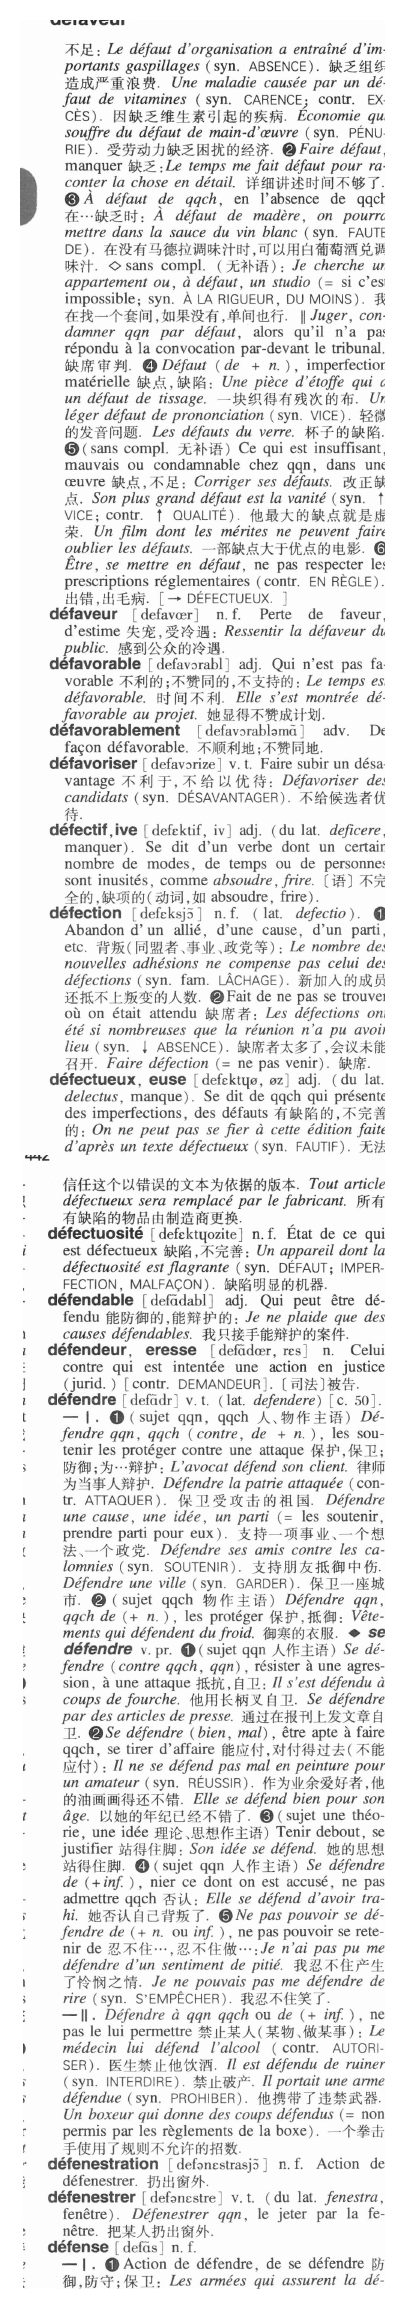 défaveur
不足: Le défaut d'organisation a entraîné d'im-
portants gaspillages (syn. ABSENCE). 缺乏组织
造成严重浪费. Une maladie causée par un dé-
faut de vitamines (syn. CARENCE; contr. EX-
CÈS). 因缺乏维生素引起的疾病. Économie qui
souffre du défaut de main-d'œuvre (syn. PÉNU-
RIE). 受劳动力缺乏困扰的经济. ❷ Faire défaut,
manquer 缺乏: Le temps me fait défaut pour ra-
conter la chose en détail. 详细讲述时间不够了.
❸ À défaut de qqch, en l'absence de qqch
在…缺乏时: À défaut de madère, on pourra
mettre dans la sauce du vin blanc (syn. FAUTE
DE). 在没有马德拉调味汁时,可以用白葡萄酒兑调
味汁. ◇ sans compl. (无补语): Je cherche un
appartement ou, à défaut, un studio (= si c'est
impossible; syn. À LA RIGUEUR, DU MOINS). 我
在找一个套间,如果没有,单间也行. ‖ Juger, con-
damner qqn par défaut, alors qu'il n'a pas
répondu à la convocation par-devant le tribunal.
缺席审判. ❹ Défaut (de + n.), imperfection
matérielle 缺点,缺陷: Une pièce d'étoffe qui a
un défaut de tissage. 一块织得有残次的布. Un
léger défaut de prononciation (syn. VICE). 轻微
的发音问题. Les défauts du verre. 杯子的缺陷.
❺ (sans compl. 无补语) Ce qui est insuffisant,
mauvais ou condamnable chez qqn, dans une
œuvre 缺点,不足: Corriger ses défauts. 改正缺
点. Son plus grand défaut est la vanité (syn. ↑
VICE; contr. ↑ QUALITÉ). 他最大的缺点就是虚
荣. Un film dont les mérites ne peuvent faire
oublier les défauts. 一部缺点大于优点的电影. ❻
Être, se mettre en défaut, ne pas respecter les
prescriptions réglementaires (contr. EN RÈGLE).
出错,出毛病. [→ DÉFECTUEUX. ]
défaveur [defavœr] n. f. Perte de faveur,
d'estime 失宠,受冷遇: Ressentir la défaveur du
public. 感到公众的冷遇.
défavorable [defavɔrabl] adj. Qui n'est pas fa-
vorable 不利的;不赞同的,不支持的: Le temps est
défavorable. 时间不利. Elle s'est montrée dé-
favorable au projet. 她显得不赞成计划.
défavorablement [defavɔrabləmɑ̃] adv. De
façon défavorable. 不顺利地;不赞同地.
défavoriser [defavɔrize] v. t. Faire subir un désa-
vantage 不利于,不给以优待: Défavoriser des
candidats (syn. DÉSAVANTAGER). 不给候选者优
待.
défectif, ive [defɛktif, iv] adj. (du lat. deficere,
manquer). Se dit d'un verbe dont un certain
nombre de modes, de temps ou de personnes
sont inusités, comme absoudre, frire. 〔语〕不完
全的,缺项的(动词,如 absoudre, frire).
défection [defɛksjɔ̃] n. f. (lat. defectio). ❶
Abandon d'un allié, d'une cause, d'un parti,
etc. 背叛(同盟者、事业、政党等): Le nombre des
nouvelles adhésions ne compense pas celui des
défections (syn. fam. LÂCHAGE). 新加入的成员
还抵不上叛变的人数. ❷ Fait de ne pas se trouver
où on était attendu 缺席者: Les défections ont
été si nombreuses que la réunion n'a pu avoir
lieu (syn. ↓ ABSENCE). 缺席者太多了,会议未能
召开. Faire défection (= ne pas venir). 缺席.
défectueux, euse [defɛktɥø, øz] adj. (du lat.
delectus, manque). Se dit de qqch qui présente
des imperfections, des défauts 有缺陷的,不完善
的: On ne peut pas se fier à cette édition faite
d'après un texte défectueux (syn. FAUTIF). 无法
442
信任这个以错误的文本为依据的版本. Tout article
défectueux sera remplacé par le fabricant. 所有
有缺陷的物品由制造商更换.
défectuosité [defɛktɥozite] n. f. État de ce qui
est défectueux 缺陷,不完善: Un appareil dont la
défectuosité est flagrante (syn. DÉFAUT; IMPER-
FECTION, MALFAÇON). 缺陷明显的机器.
défendable [defɑ̃dabl] adj. Qui peut être dé-
fendu 能防御的,能辩护的: Je ne plaide que des
causes défendables. 我只接手能辩护的案件.
défendeur, eresse [defɑ̃dœr, rɛs] n. Celui
contre qui est intentée une action en justice
(jurid.) [contr. DEMANDEUR]. [司法]被告.
défendre [defɑ̃dr] v. t. (lat. defendere) [c. 50].
— I. ❶ (sujet qqn, qqch 人、物作主语) Dé-
fendre qqn, qqch (contre, de + n.), les sou-
tenir les protéger contre une attaque 保护,保卫;
防御;为…辩护: L'avocat défend son client. 律师
为当事人辩护. Défendre la patrie attaquée (con-
tr. ATTAQUER). 保卫受攻击的祖国. Défendre
une cause, une idée, un parti (= les soutenir,
prendre parti pour eux). 支持一项事业、一个想
法、一个政党. Défendre ses amis contre les ca-
lomnies (syn. SOUTENIR). 支持朋友抵御中伤.
Défendre une ville (syn. GARDER). 保卫一座城
市. ❷ (sujet qqch 物作主语) Défendre qqn,
qqch de (+ n.), les protéger 保护,抵御: Vête-
ments qui défendent du froid. 御寒的衣服. ◆ se
défendre v. pr. ❶ (sujet qqn 人作主语) Se dé-
fendre (contre qqch, qqn), résister à une agres-
sion, à une attaque 抵抗,自卫: Il s'est défendu à
coups de fourche. 他用长柄叉自卫. Se défendre
par des articles de presse. 通过在报刊上发文章自
卫. ❷ Se défendre (bien, mal), être apte à faire
qqch, se tirer d'affaire 能应付,对付得过去(不能
应付): Il ne se défend pas mal en peinture pour
un amateur (syn. RÉUSSIR). 作为业余爱好者,他
的油画画得还不错. Elle se défend bien pour son
âge. 以她的年纪已经不错了. ❸ (sujet une théo-
rie, une idée 理论、思想作主语) Tenir debout, se
justifier 站得住脚: Son idée se défend. 她的思想
站得住脚. ❹ (sujet qqn 人作主语) Se défendre
de (+ inf.), nier ce dont on est accusé, ne pas
admettre qqch 否认: Elle se défend d'avoir tra-
hi. 她否认自己背叛了. ❺ Ne pas pouvoir se dé-
fendre de (+ n. ou inf.), ne pas pouvoir se rete-
nir de 忍不住…,忍不住做…: Je n'ai pas pu me
défendre d'un sentiment de pitié. 我忍不住产生
了怜悯之情. Je ne pouvais pas me défendre de
rire (syn. S'EMPÊCHER). 我忍不住笑了.
— II. Défendre à qqn qqch ou de (+ inf.), ne
pas le lui permettre 禁止某人(某物、做某事): Le
médecin lui défend l'alcool (contr. AUTORI-
SER). 医生禁止他饮酒. Il est défendu de ruiner
(syn. INTERDIRE). 禁止破产. Il portait une arme
défendue (syn. PROHIBER). 他携带了违禁武器.
Un boxeur qui donne des coups défendus (= non
permis par les règlements de la boxe). 一个拳击
手使用了规则不允许的招数.
défenestration [defənɛstrasjɔ̃] n. f. Action de
défenestrer. 扔出窗外.
défenestrer [defənɛstre] v. t. (du lat. fenestra,
fenêtre). Défenestrer qqn, le jeter par la fe-
nêtre. 把某人扔出窗外.
défense [defɑ̃s] n. f.
— I. ❶ Action de défendre, de se défendre 防
御,防守;保卫: Les armées qui assurent la dé-